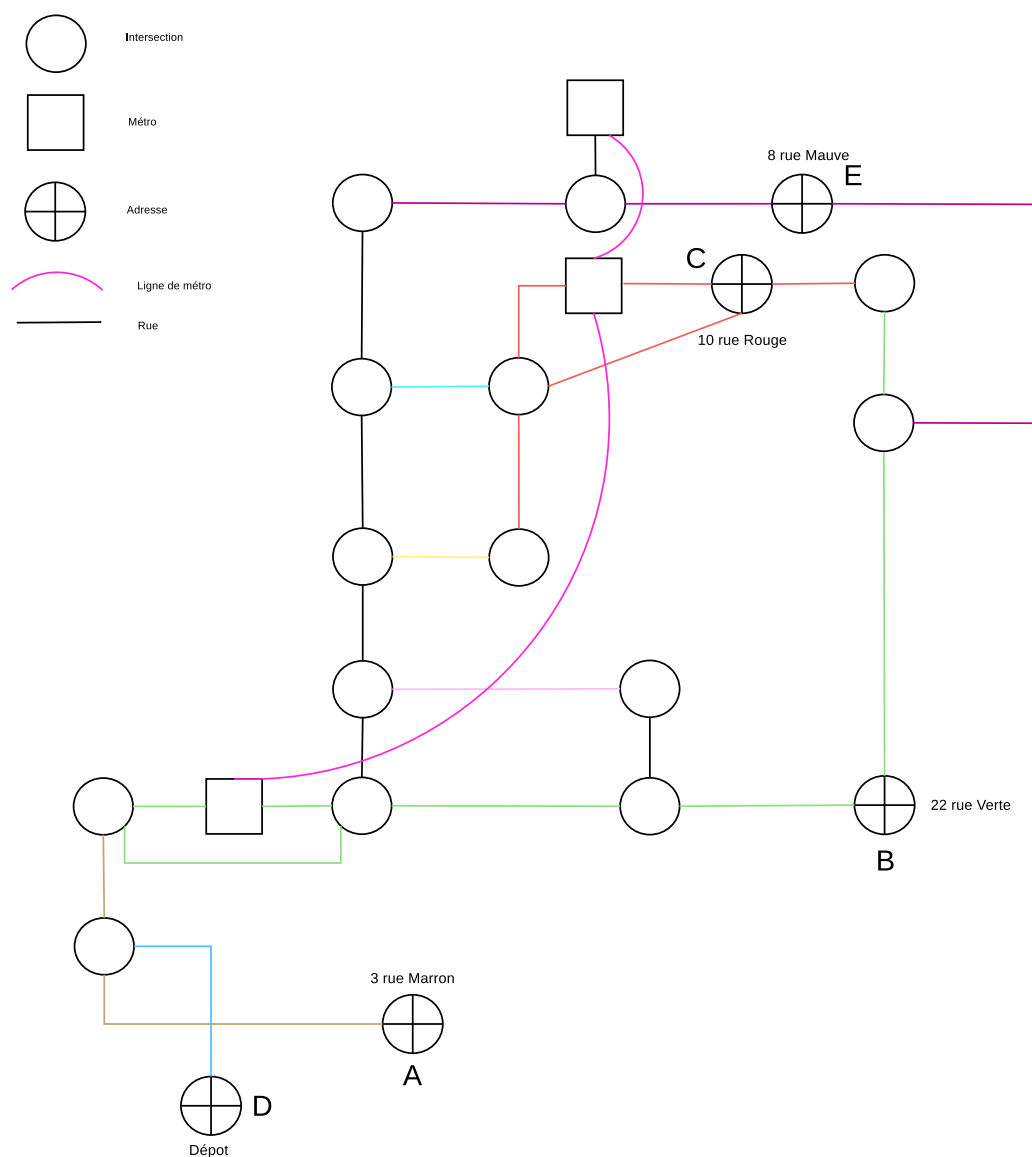 Intersection
Métro
8 rue Mauve
E
Adresse
C
Ligne de métro
Rue
10 rue Rouge
22 rue Verte
B
3 rue Marron
A
D
Dépot